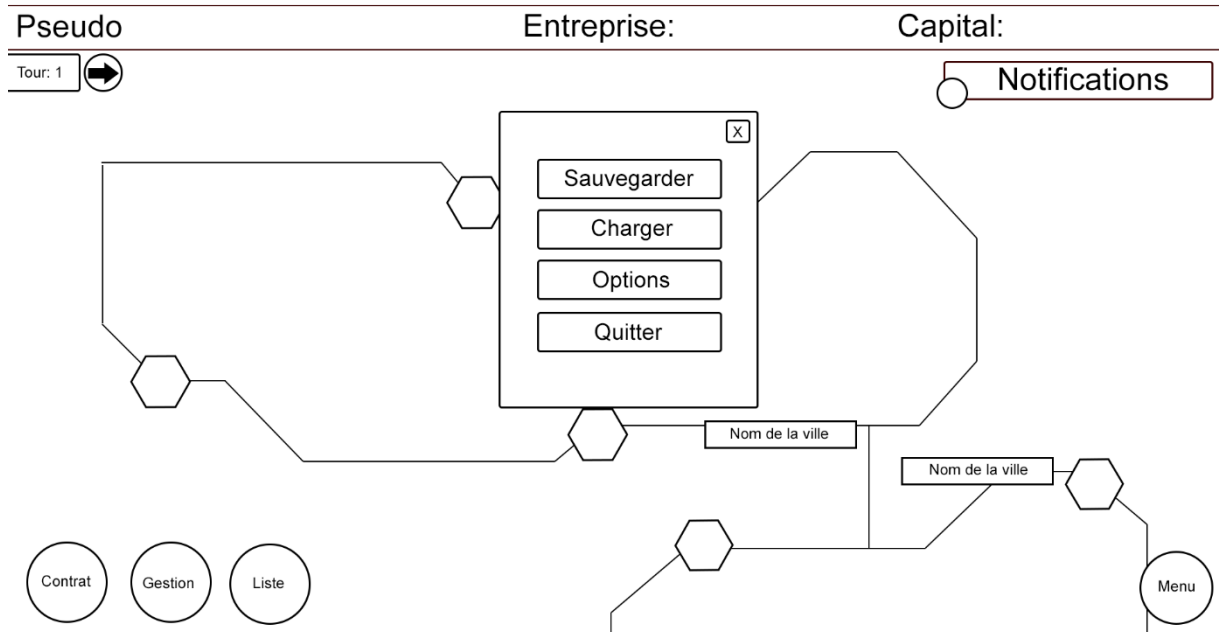 Pseudo
Entreprise:
Capital:
Tour: 1
Notifications
X
Sauvegarder
Charger
Options
Quitter
Nom de la ville
Nom de la ville
Contrat
Gestion
Liste
Menu